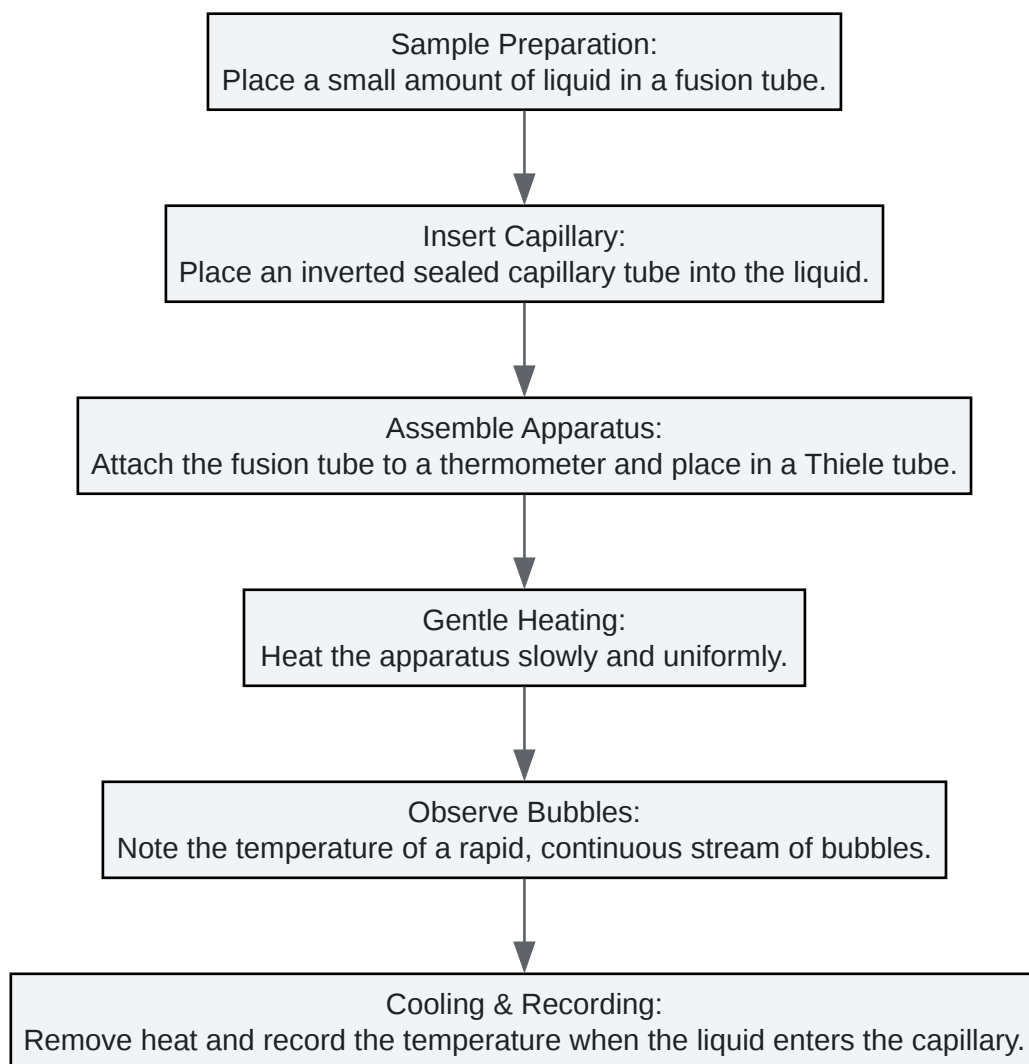 Sample Preparation:
Place a small amount of liquid in a fusion tube.
Insert Capillary:
Place an inverted sealed capillary tube into the liquid.
Assemble Apparatus:
Attach the fusion tube to a thermometer and place in a Thiele tube.
Gentle Heating:
Heat the apparatus slowly and uniformly.
Observe Bubbles:
Note the temperature of a rapid, continuous stream of bubbles.
Cooling & Recording:
Remove heat and record the temperature when the liquid enters the capillary.